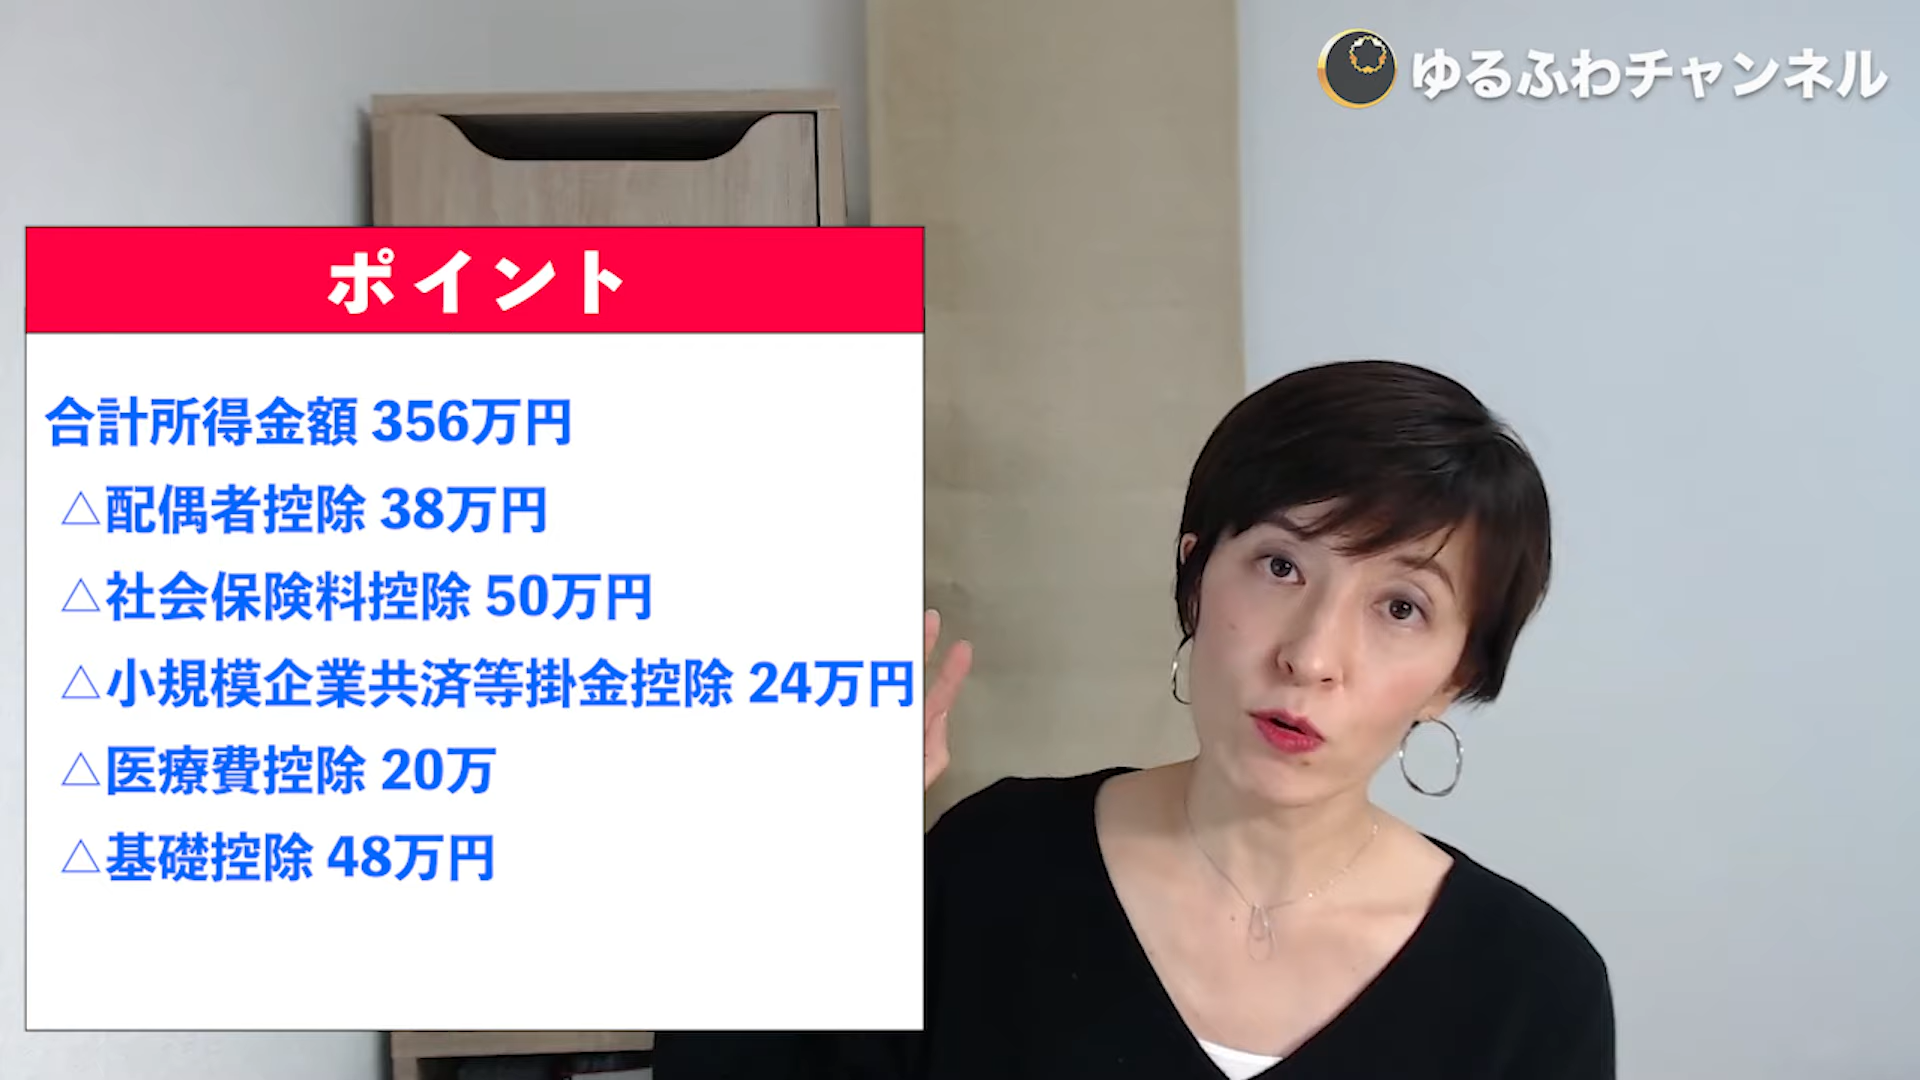 ゆるふわチャンネル
ポイント
合計所得金額 356万円
△配偶者控除 38万円
△社会保険料控除 50万円
△小規模企業共済等掛金控除 24万円
△医療費控除 20万
△基礎控除 48万円